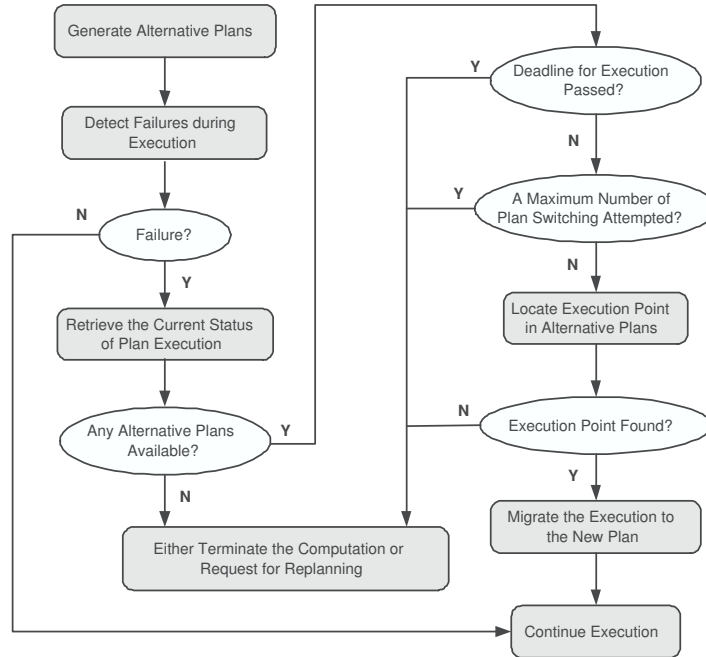 Generate Alternative Plans
Detect Failures during
Execution
N
Failure?
Y
Retrieve the Current Status
of Plan Execution
Any Alternative Plans
Available?
Y
N
Either Terminate the Computation or
Request for Replanning
Y
Deadline for Execution
Passed?
N
Y
A Maximum Number of
Plan Switching Attempted?
N
Locate Execution Point
in Alternative Plans
N
Execution Point Found?
Y
Migrate the Execution to
the New Plan
Continue Execution